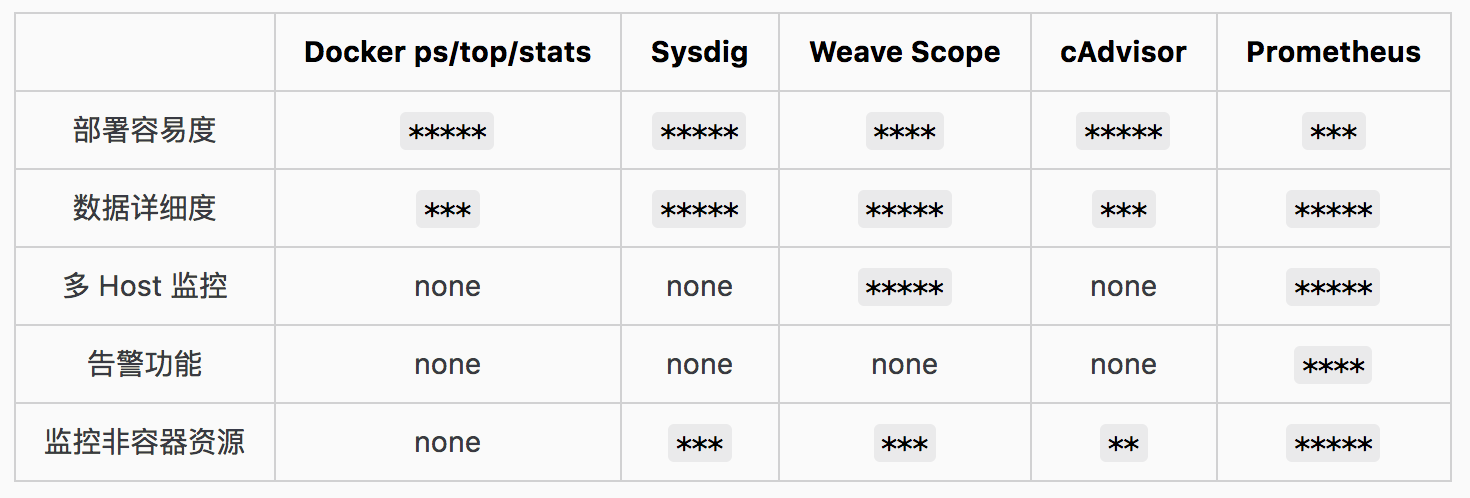 Docker ps/top/stats Sysdig Weave Scope cAdvisor Prometheus
部署容易度 ***** ***** **** ***** ***
数据详细度 *** ***** ***** *** *****
多 Host 监控 none none ***** none *****
告警功能 none none none none ****
监控非容器资源 none *** *** ** *****